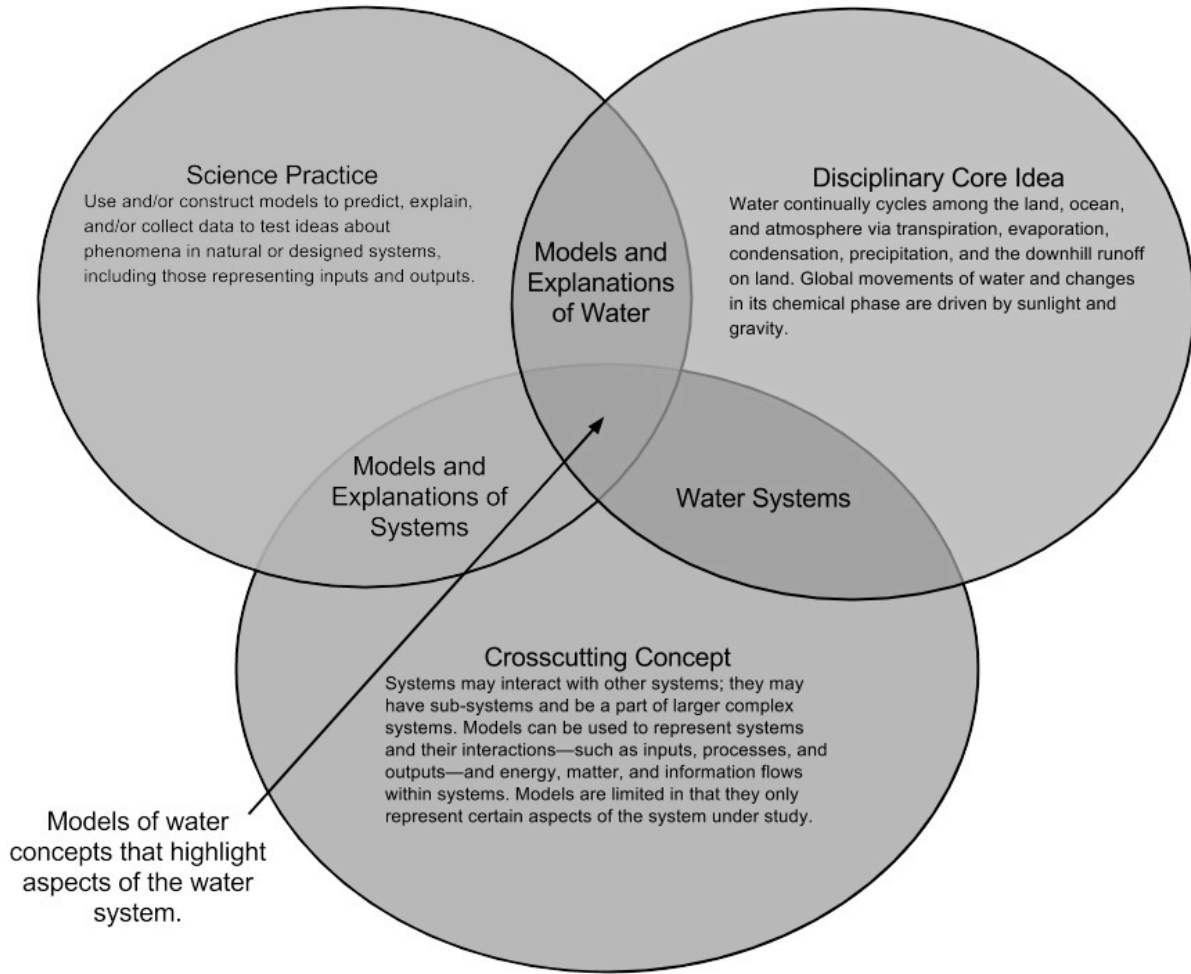 Science Practice
Use and/or construct models to predict, explain,
and/or collect data to test ideas about
phenomena in natural or designed systems,
including those representing inputs and outputs.
Disciplinary Core Idea
Water continually cycles among the land, ocean,
and atmosphere via transpiration, evaporation,
condensation, precipitation, and the downhill runoff
on land. Global movements of water and changes
in its chemical phase are driven by sunlight and
gravity.
Models and
Explanations
of Water
Models and
Explanations of
Systems
Water Systems
Crosscutting Concept
Systems may interact with other systems; they may
have sub-systems and be a part of larger complex
systems. Models can be used to represent systems
and their interactions—such as inputs, processes, and
outputs—and energy, matter, and information flows
within systems. Models are limited in that they only
represent certain aspects of the system under study.
Models of water
concepts that highlight
aspects of the water
system.